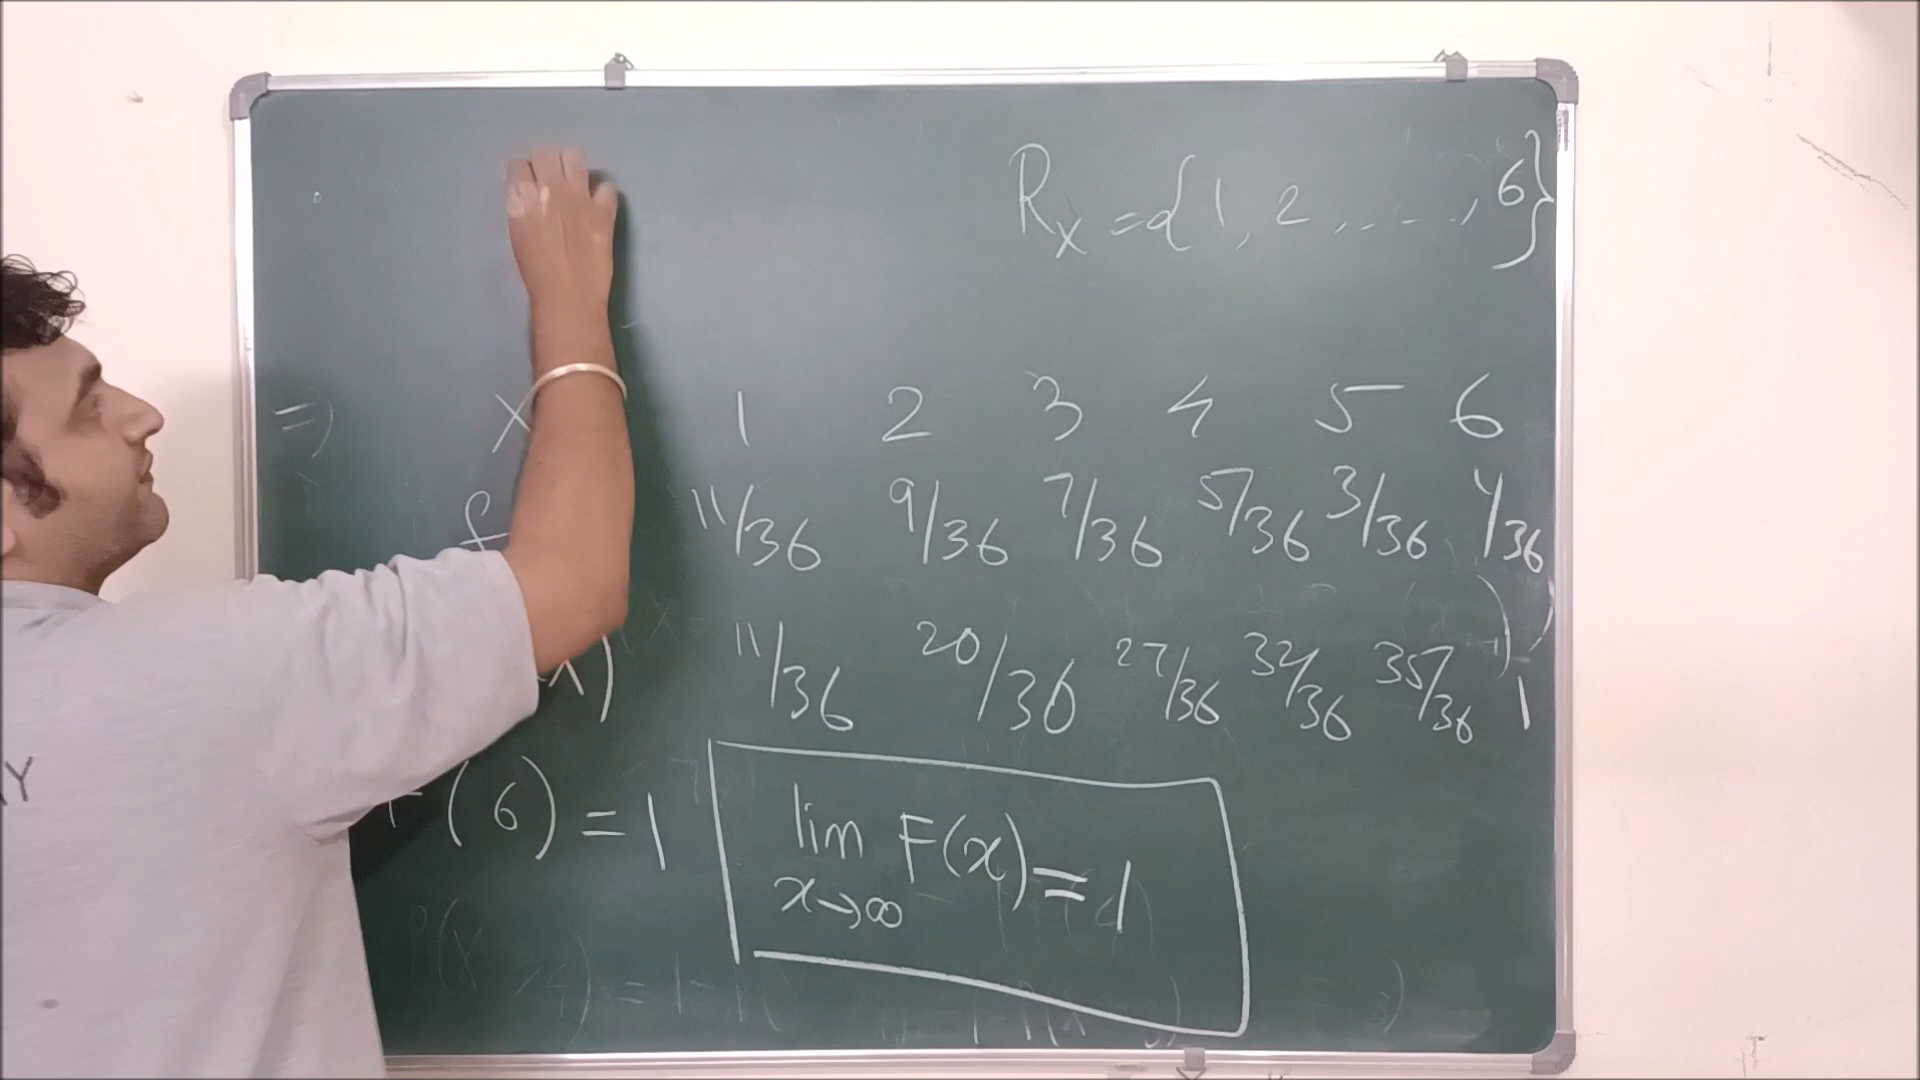 R_x = {1, 2, ..., 6}
=) X 1 2 3 4 5 6
f 11/36 9/36 7/36 5/36 3/36 1/36
x) 11/36 20/36 27/36 32/36 35/36 1
F(6) = 1
lim F(x) = 1
x→∞